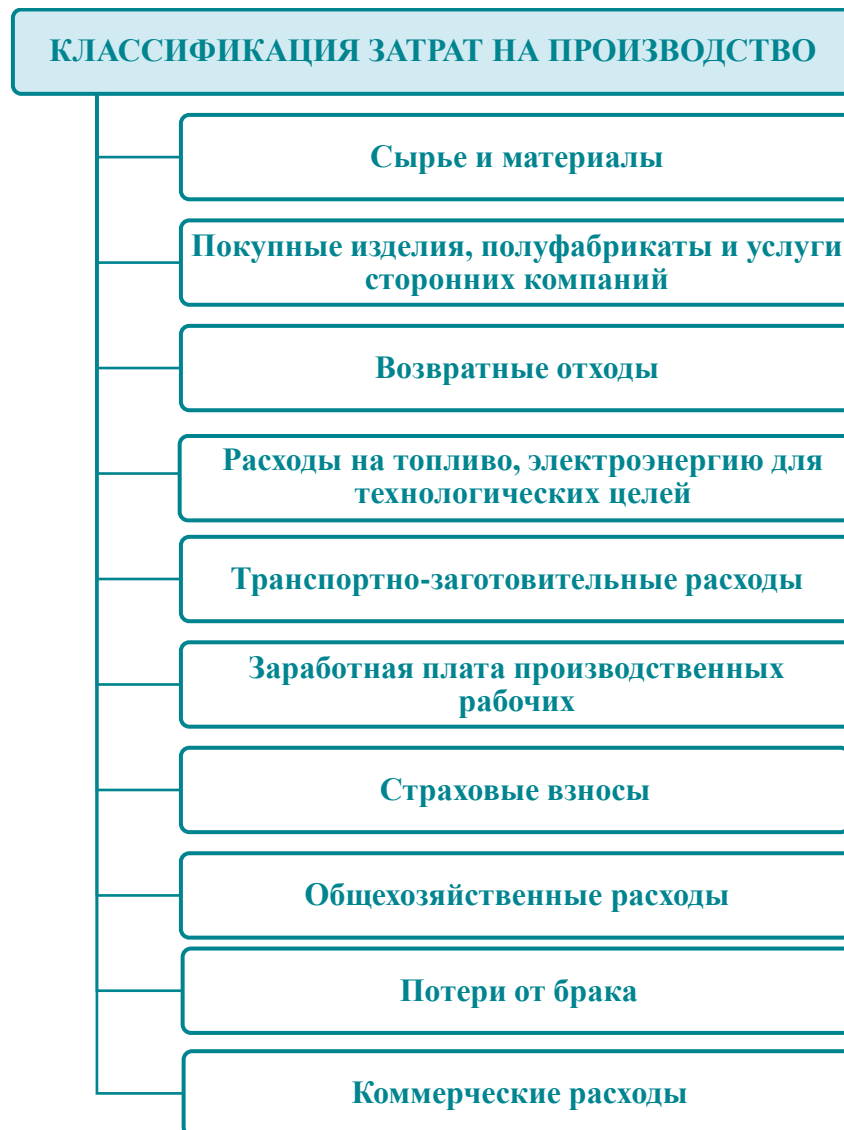 КЛАССИФИКАЦИЯ ЗАТРАТ НА ПРОИЗВОДСТВО
Сырье и материалы
Покупные изделия, полуфабрикаты и услуги
сторонних компаний
Возвратные отходы
Расходы на топливо, электроэнергию для
технологических целей
Транспортно-заготовительные расходы
Заработная плата производственных
рабочих
Страховые взносы
Общехозяйственные расходы
Потери от брака
Коммерческие расходы